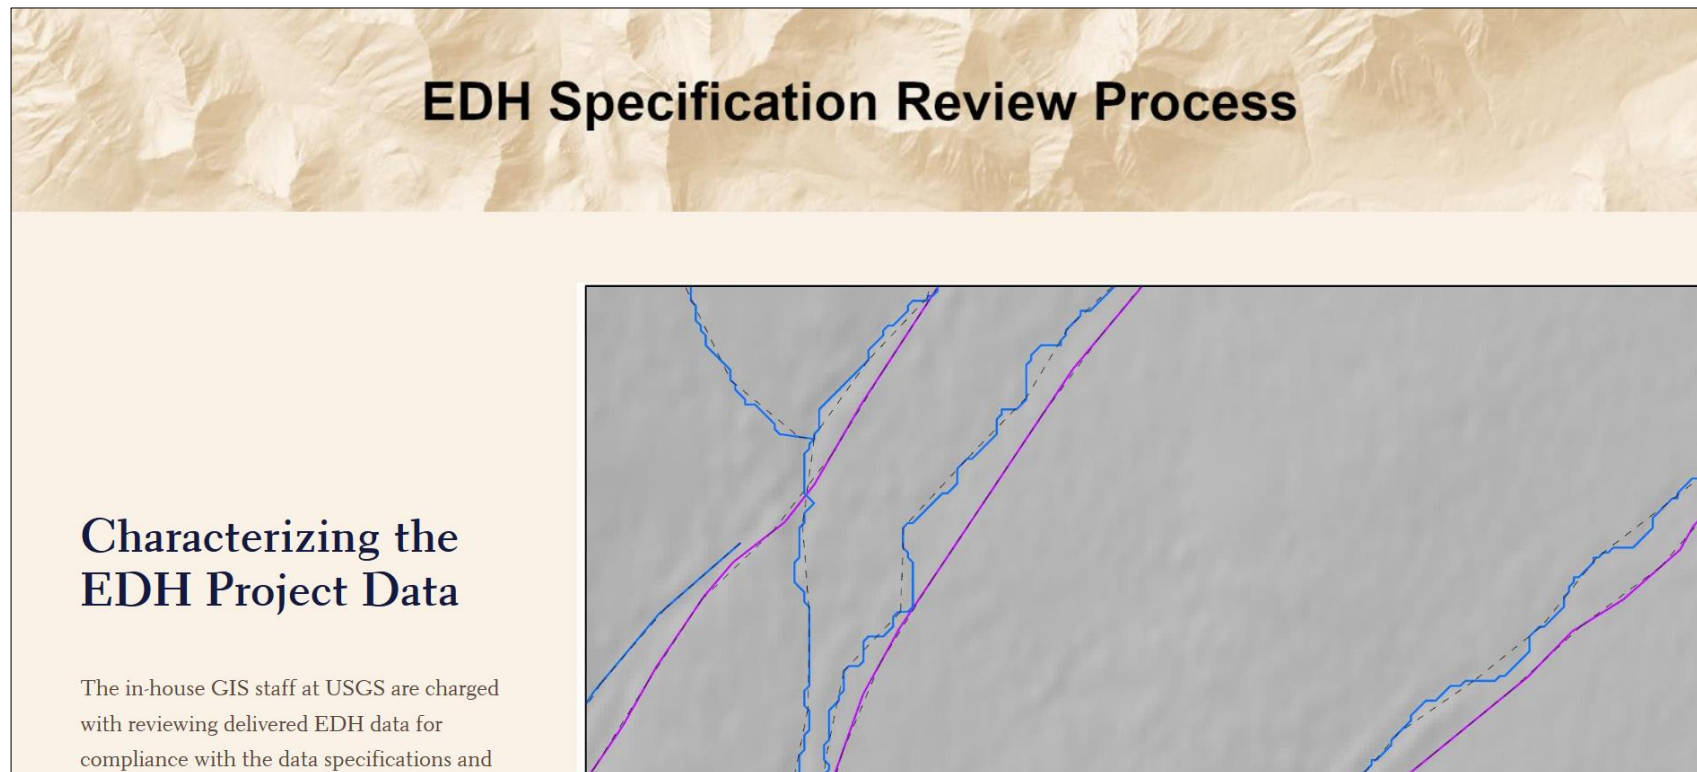 EDH Specification Review Process
Characterizing the
EDH Project Data
The in-house GIS staff at USGS are charged
with reviewing delivered EDH data for
compliance with the data specifications and